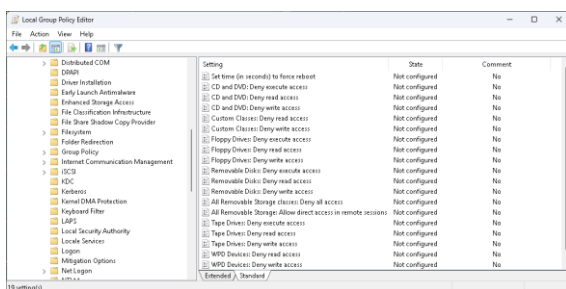 Local Group Policy Editor
File Action View Help
Distributed COM
DPAPI
Driver Installation
Early Launch Antimalware
Enhanced Storage Access
File Classification Infrastructure
File Share Shadow Copy Provider
Filesystem
Folder Redirection
Group Policy
Internet Communication Management
iSCSI
KDC
Kerberos
Kernel DMA Protection
Keyboard Filter
LAPS
Local Security Authority
Locale Services
Logon
Mitigation Options
Net Logon
Setting State Comment
Set time (in seconds) to force reboot Not configured No
CD and DVD: Deny execute access Not configured No
CD and DVD: Deny read access Not configured No
CD and DVD: Deny write access Not configured No
Custom Classes: Deny read access Not configured No
Custom Classes: Deny write access Not configured No
Floppy Drives: Deny execute access Not configured No
Floppy Drives: Deny read access Not configured No
Floppy Drives: Deny write access Not configured No
Removable Disks: Deny execute access Not configured No
Removable Disks: Deny read access Not configured No
Removable Disks: Deny write access Not configured No
All Removable Storage classes: Deny all access Not configured No
All Removable Storage: Allow direct access in remote sessions Not configured No
Tape Drives: Deny execute access Not configured No
Tape Drives: Deny read access Not configured No
Tape Drives: Deny write access Not configured No
WPD Devices: Deny read access Not configured No
WPD Devices: Deny write access Not configured No
Extended Standard
19 setting(s)